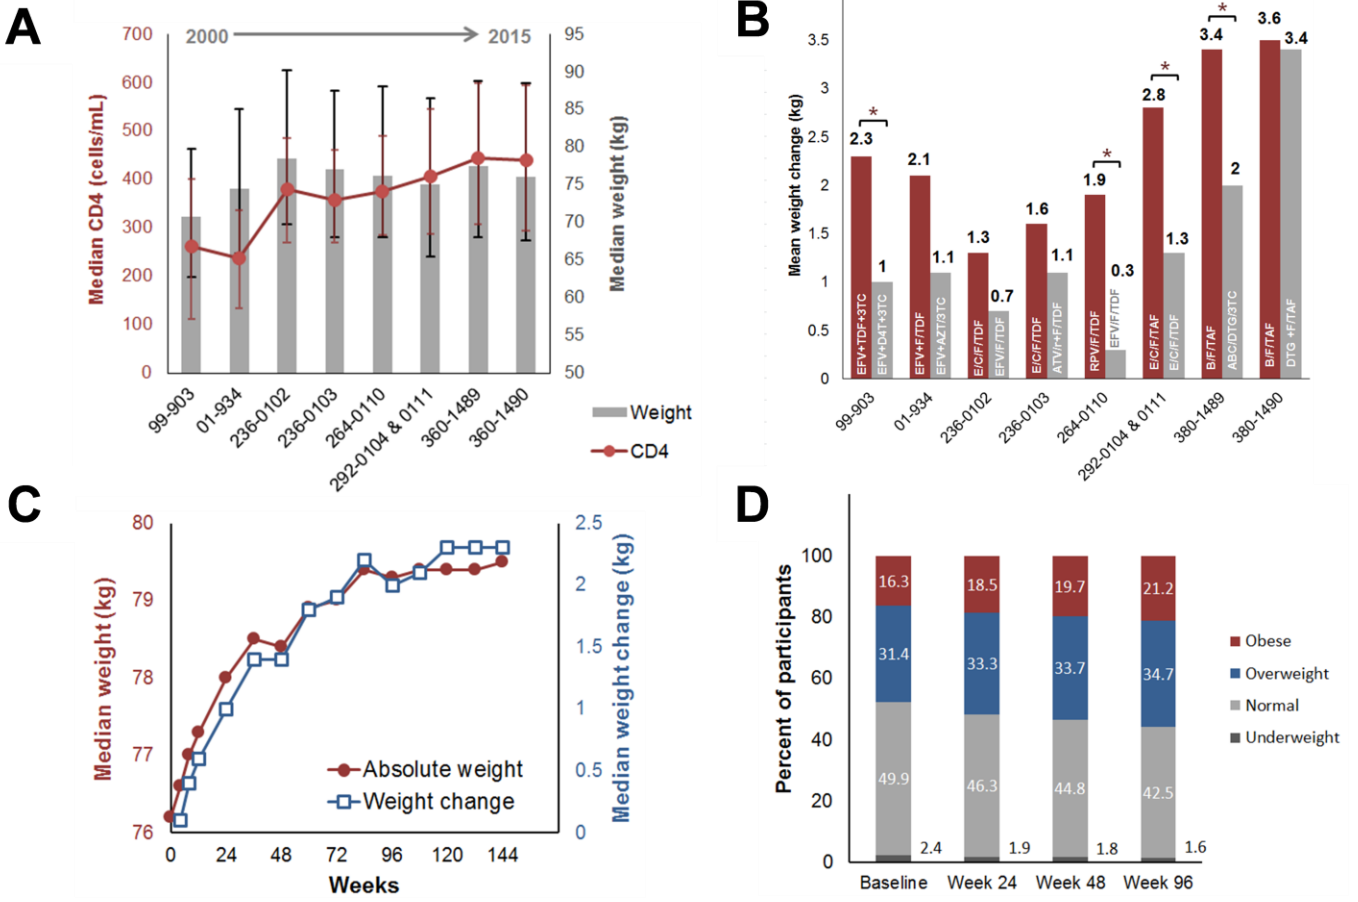 A
700
600
500
400
300
200
100
0
Median CD4 (cells/mL)
2000
2015
95
90
85
80
75
70
65
60
55
50
Median weight (kg)
99-903
01-934
236-0102
236-0103
264-0110
292-0104 & 0111
360-1489
360-1490
Weight
CD4
B
3.5
3
2.5
2
1.5
1
0.5
0
Mean weight change (kg)
*
*
*
*
2.3
1
2.1
1.1
1.3
0.7
1.6
1.1
1.9
0.3
2.8
1.3
3.4
2
3.6
3.4
EFV+TDF+3TC
EFV+D4T+3TC
EFV+F/TDF
EFV+AZT/3TC
E/C/F/TDF
EFV/F/TDF
E/C/F/TDF
ATV/r+F/TDF
RPV/F/TDF
EFV/F/TDF
E/C/F/TAF
E/C/F/TDF
B/F/TAF
ABC/DTG/3TC
B/F/TAF
DTG +F/TAF
99-903
01-934
236-0102
236-0103
264-0110
292-0104 & 0111
380-1489
380-1490
C
80
79
78
77
76
Median weight (kg)
2.5
2
1.5
1
0.5
0
Median weight change (kg)
Absolute weight
Weight change
0 24 48 72 96 120 144
Weeks
D
100
80
60
40
20
0
Percent of participants
16.3 18.5 19.7 21.2
31.4 33.3 33.7 34.7
49.9 46.3 44.8 42.5
2.4 1.9 1.8 1.6
Baseline Week 24 Week 48 Week 96
Obese
Overweight
Normal
Underweight